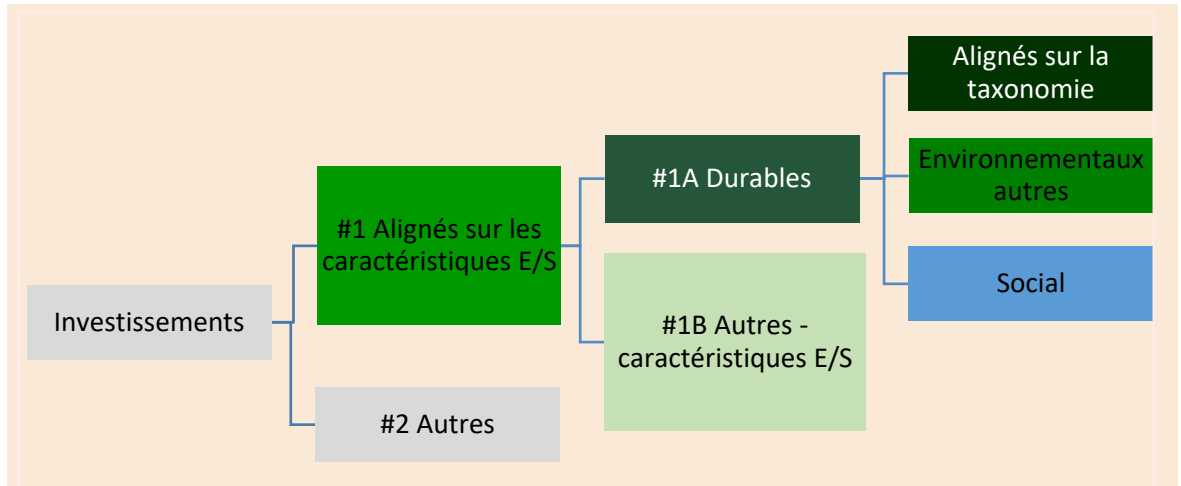 Investissements
#1 Alignés sur les
caractéristiques E/S
#2 Autres
#1A Durables
#1B Autres -
caractéristiques E/S
Alignés sur la
taxonomie
Environnementaux
autres
Social